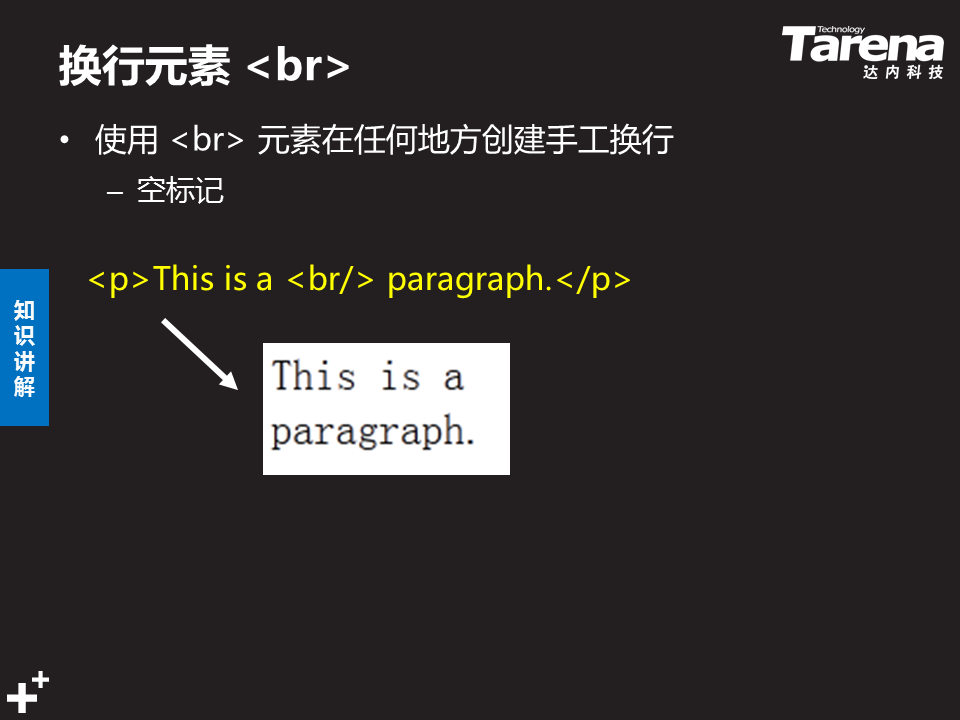 换行元素 <br>
Technology
Tarena
达内科技
• 使用 <br> 元素在任何地方创建手工换行
– 空标记
<p>This is a <br/> paragraph.</p>
知识讲解
This is a
paragraph.